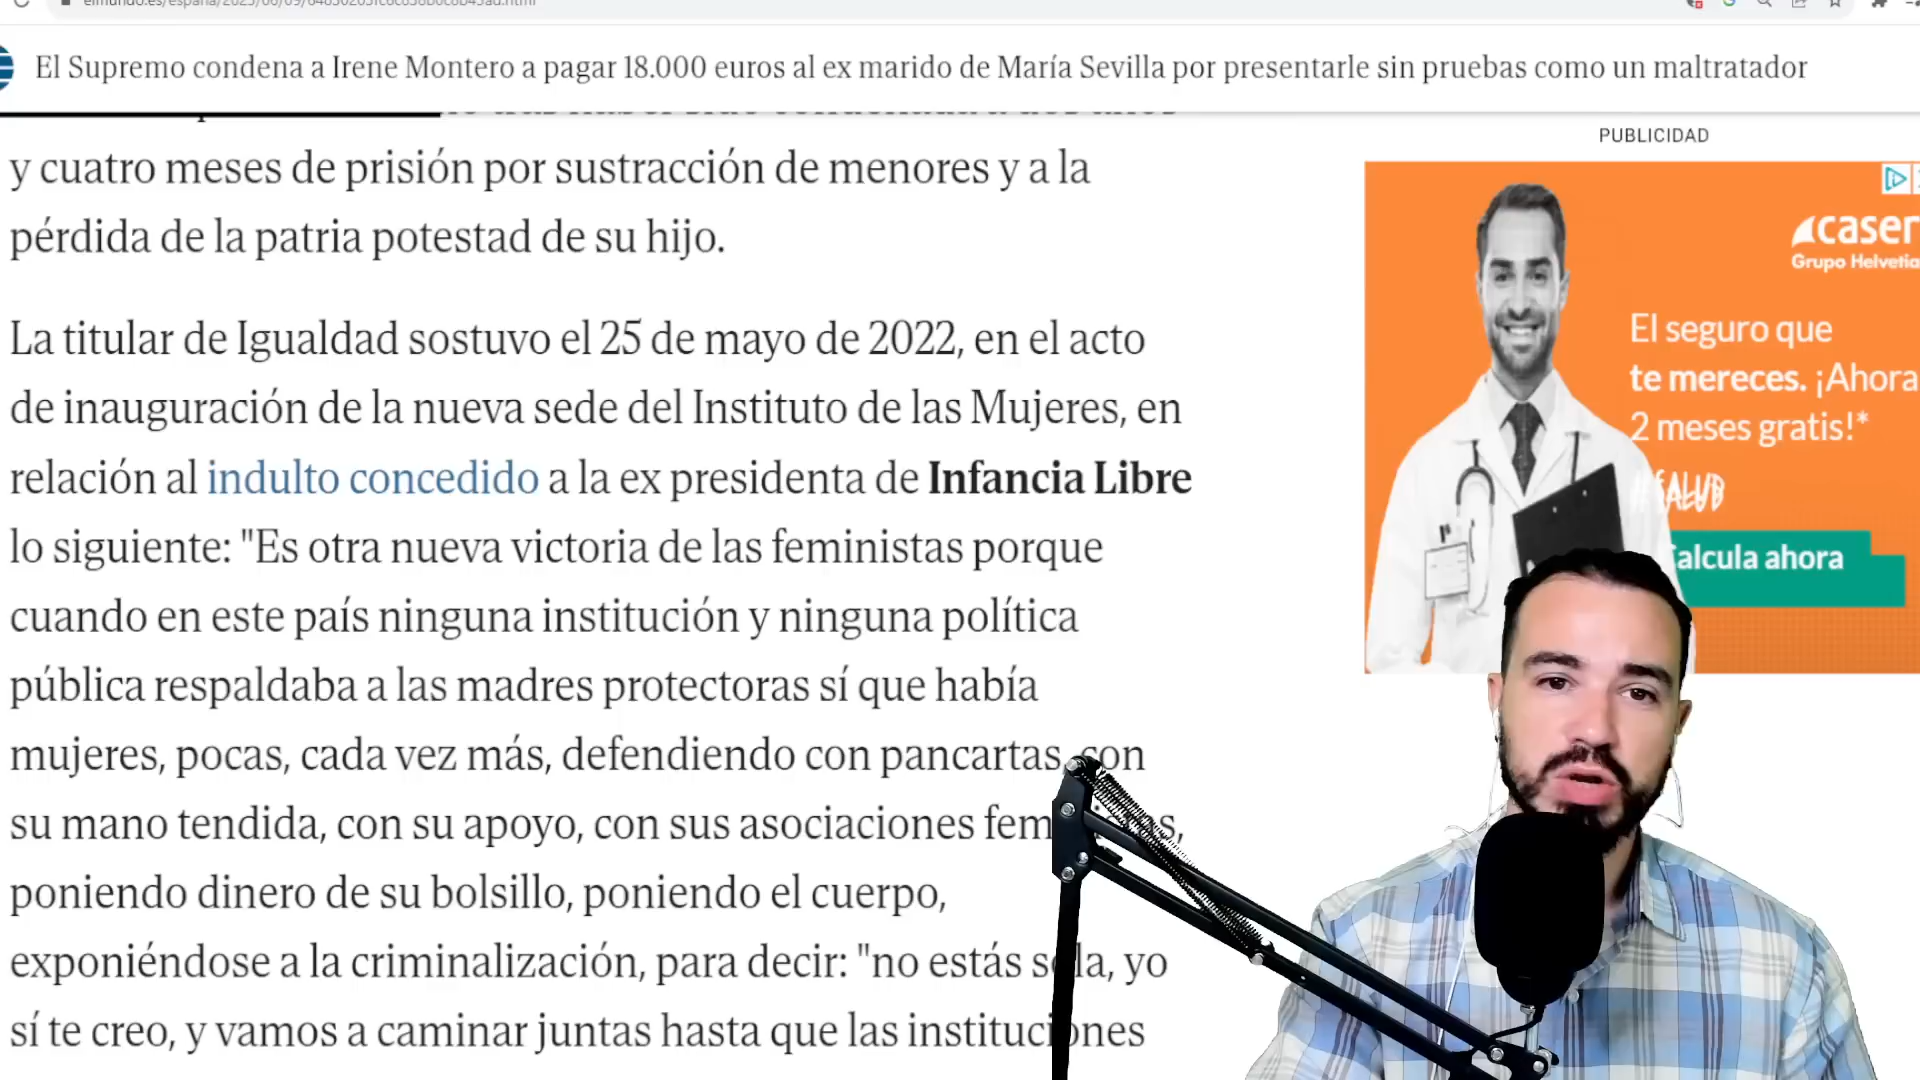 El Supremo condena a Irene Montero a pagar 18.000 euros al ex marido de María Sevilla por presentarle sin pruebas como un maltratador
y cuatro meses de prisión por sustracción de menores y a la
pérdida de la patria potestad de su hijo.
La titular de Igualdad sostuvo el 25 de mayo de 2022, en el acto
de inauguración de la nueva sede del Instituto de las Mujeres, en
relación al indulto concedido a la ex presidenta de Infancia Libre
lo siguiente: "Es otra nueva victoria de las feministas porque
cuando en este país ninguna institución y ninguna política
pública respaldaba a las madres protectoras sí que había
mujeres, pocas, cada vez más, defendiendo con pancartas, con
su mano tendida, con su apoyo, con sus asociaciones
poniendo dinero de su bolsillo, poniendo el cuerpo,
exponiéndose a la criminalización, para decir: "no estás sola, yo
sí te creo, y vamos a caminar juntas hasta que las instituciones
PUBLICIDAD
caser
Grupo Helvetia
El seguro que
te mereces. ¡Ahora
2 meses gratis!*
#SALUD
Calcula ahora